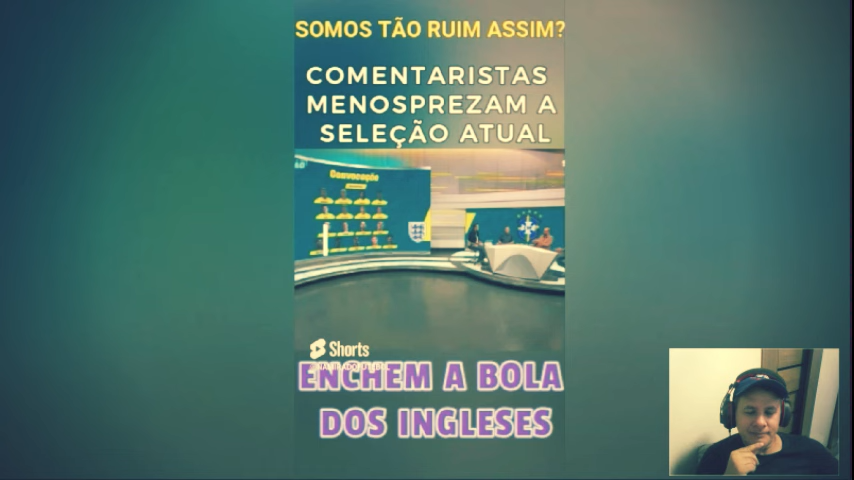 SOMOS TÃO RUIM ASSIM?
COMENTARISTAS
MENOSPREZAM A
SELEÇÃO ATUAL
Convocação
Shorts
ENCHEM A BOLA
DOS INGLESES